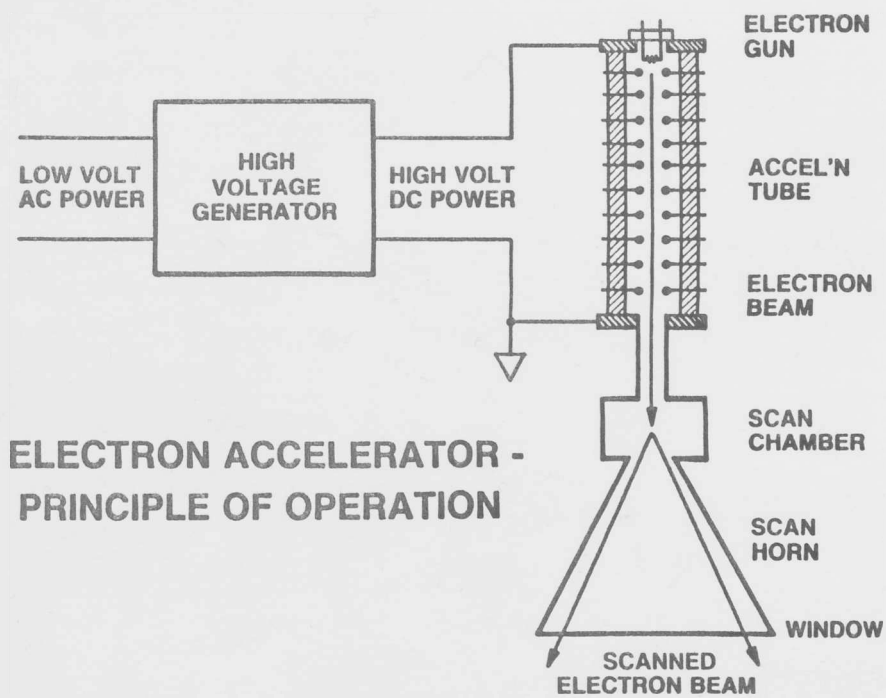 ELECTRON
GUN
LOW VOLT
AC POWER
HIGH
VOLTAGE
GENERATOR
HIGH VOLT
DC POWER
ACCEL'N
TUBE
ELECTRON
BEAM
SCAN
CHAMBER
ELECTRON ACCELERATOR -
PRINCIPLE OF OPERATION
SCAN
HORN
WINDOW
SCANNED
ELECTRON BEAM